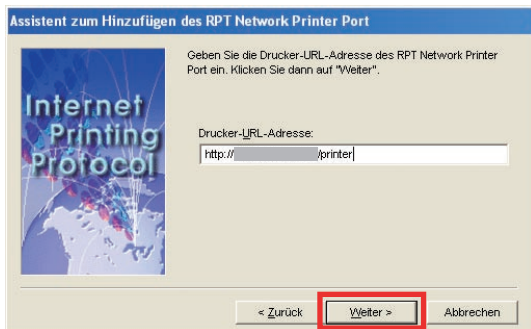 Assistent zum Hinzufügen des RPT Network Printer Port
Geben Sie die Drucker-URL-Adresse des RPT Network Printer
Port ein. Klicken Sie dann auf "Weiter".
Internet
Printing
Protocol
Drucker-URL-Adresse:
http:// /printer
< Zurück
Weiter >
Abbrechen